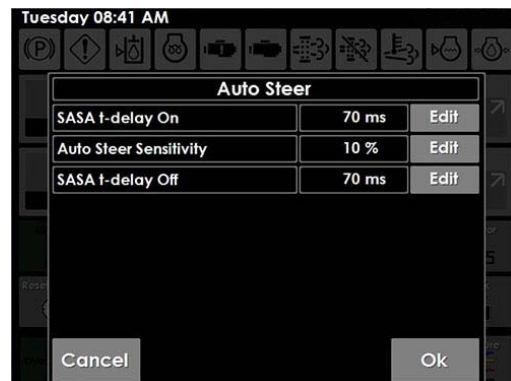 Tuesday 08:41 AM
Auto Steer
SASA t-delay On 70 ms Edit
Auto Steer Sensitivity 10 % Edit
SASA t-delay Off 70 ms Edit
Cancel Ok